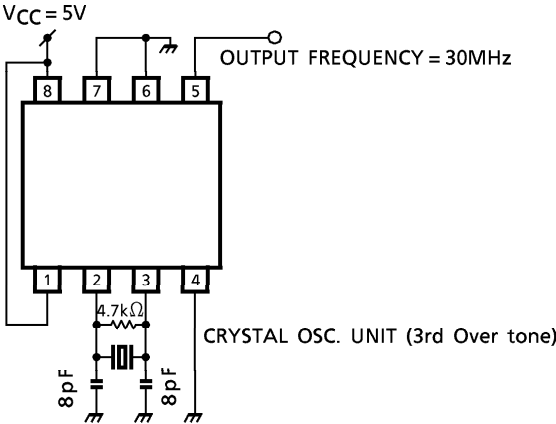 VCC = 5V
OUTPUT FREQUENCY = 30MHz
8 7 6 5
1 2 3 4
4.7kΩ
CRYSTAL OSC. UNIT (3rd Over tone)
8pF 8pF